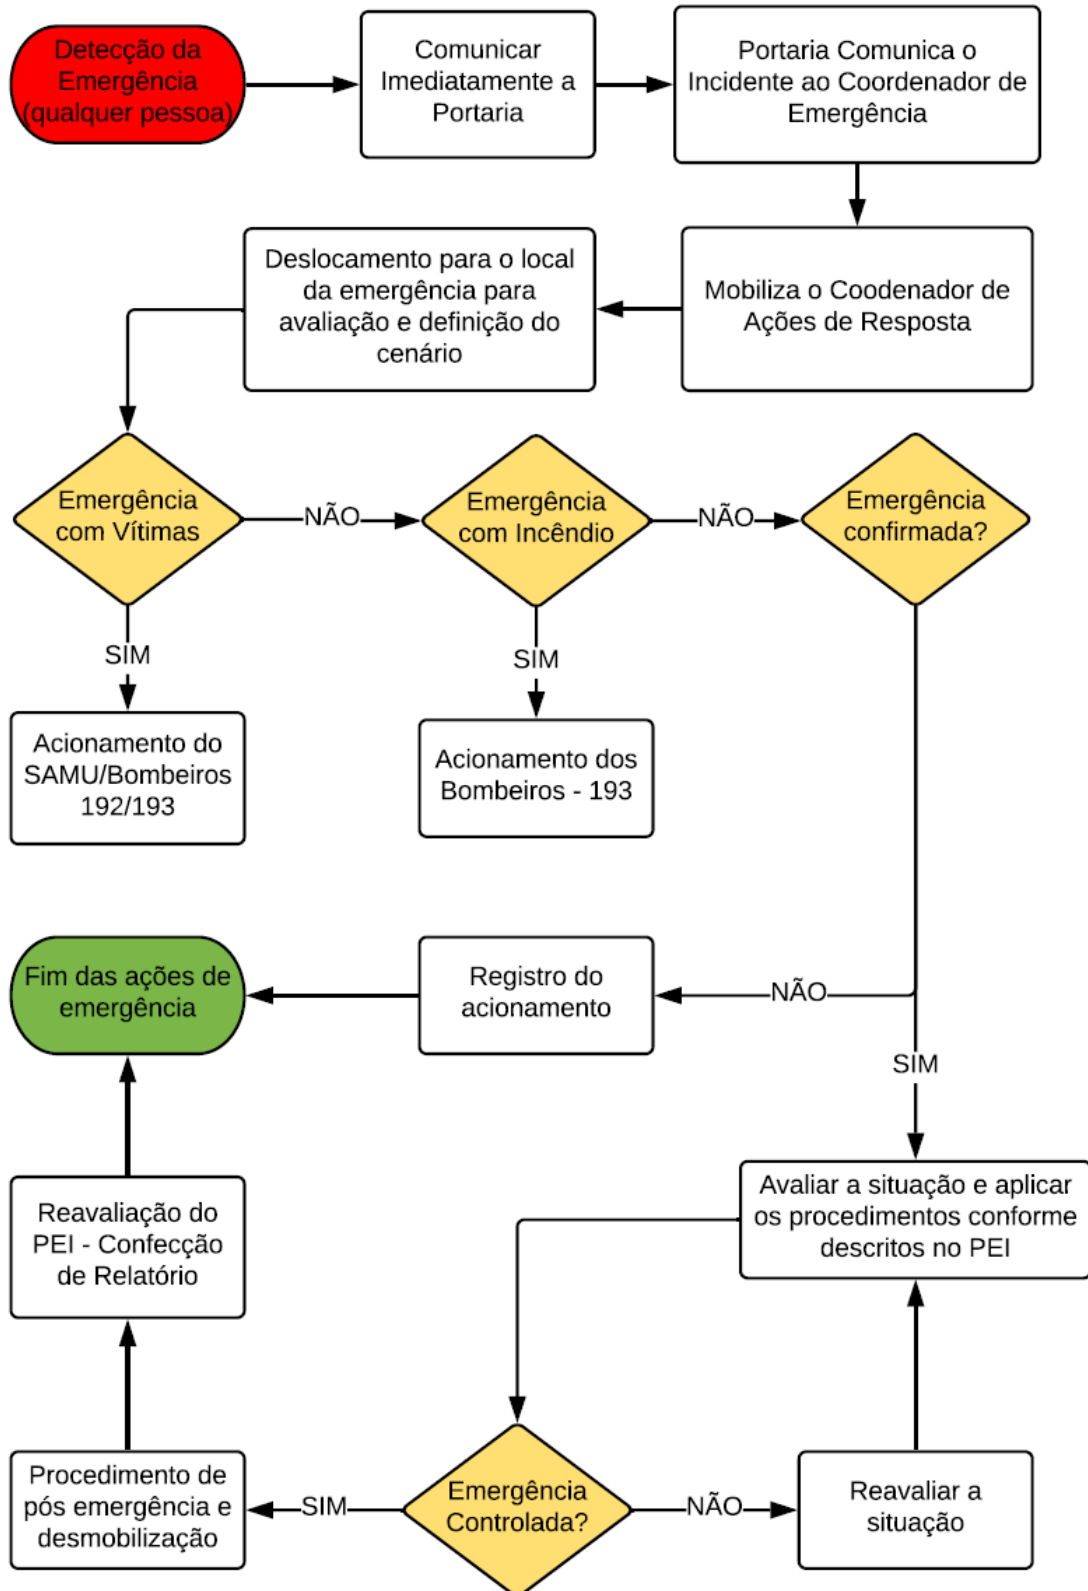 Detecção da
Emergência
(qualquer pessoa)
Comunicar
Imediatamente a
Portaria
Portaria Comunica o
Incidente ao Coordenador de
Emergência
Mobiliza o Coodenador de
Ações de Resposta
Deslocamento para o local
da emergência para
avaliação e definição do
cenário
Emergência
com Vítimas
NÃO
Emergência
com Incêndio
NÃO
Emergência
confirmada?
SIM
SIM
Acionamento do
SAMU/Bombeiros
192/193
Acionamento dos
Bombeiros - 193
Fim das ações de
emergência
Registro do
acionamento
NÃO
SIM
Avaliar a situação e aplicar
os procedimentos conforme
descritos no PEI
Reavaliação do
PEI - Confecção
de Relatório
Procedimento de
pós emergência e
desmobilização
SIM
Emergência
Controlada?
NÃO
Reavaliar a
situação